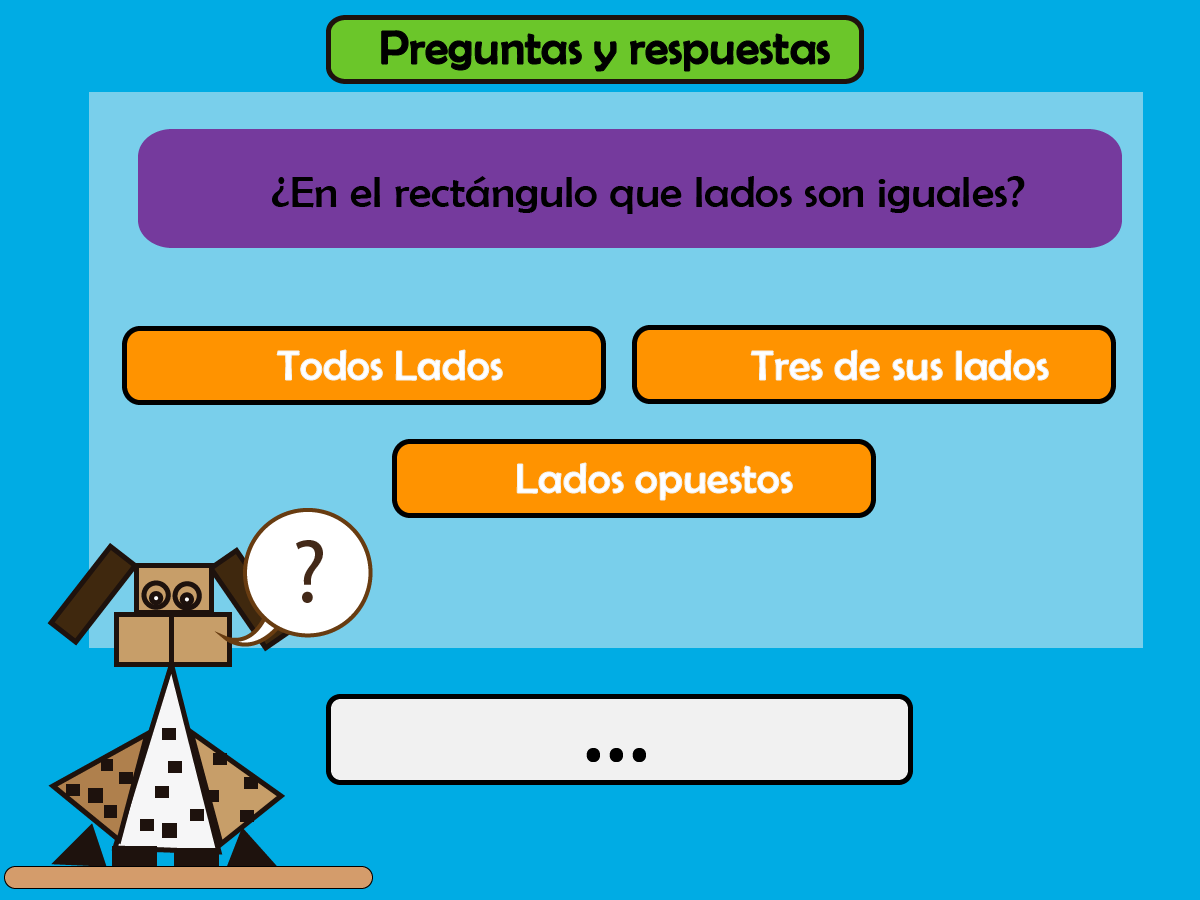 Preguntas y respuestas
¿En el rectángulo que lados son iguales?
Todos Lados
Tres de sus lados
Lados opuestos
?
...